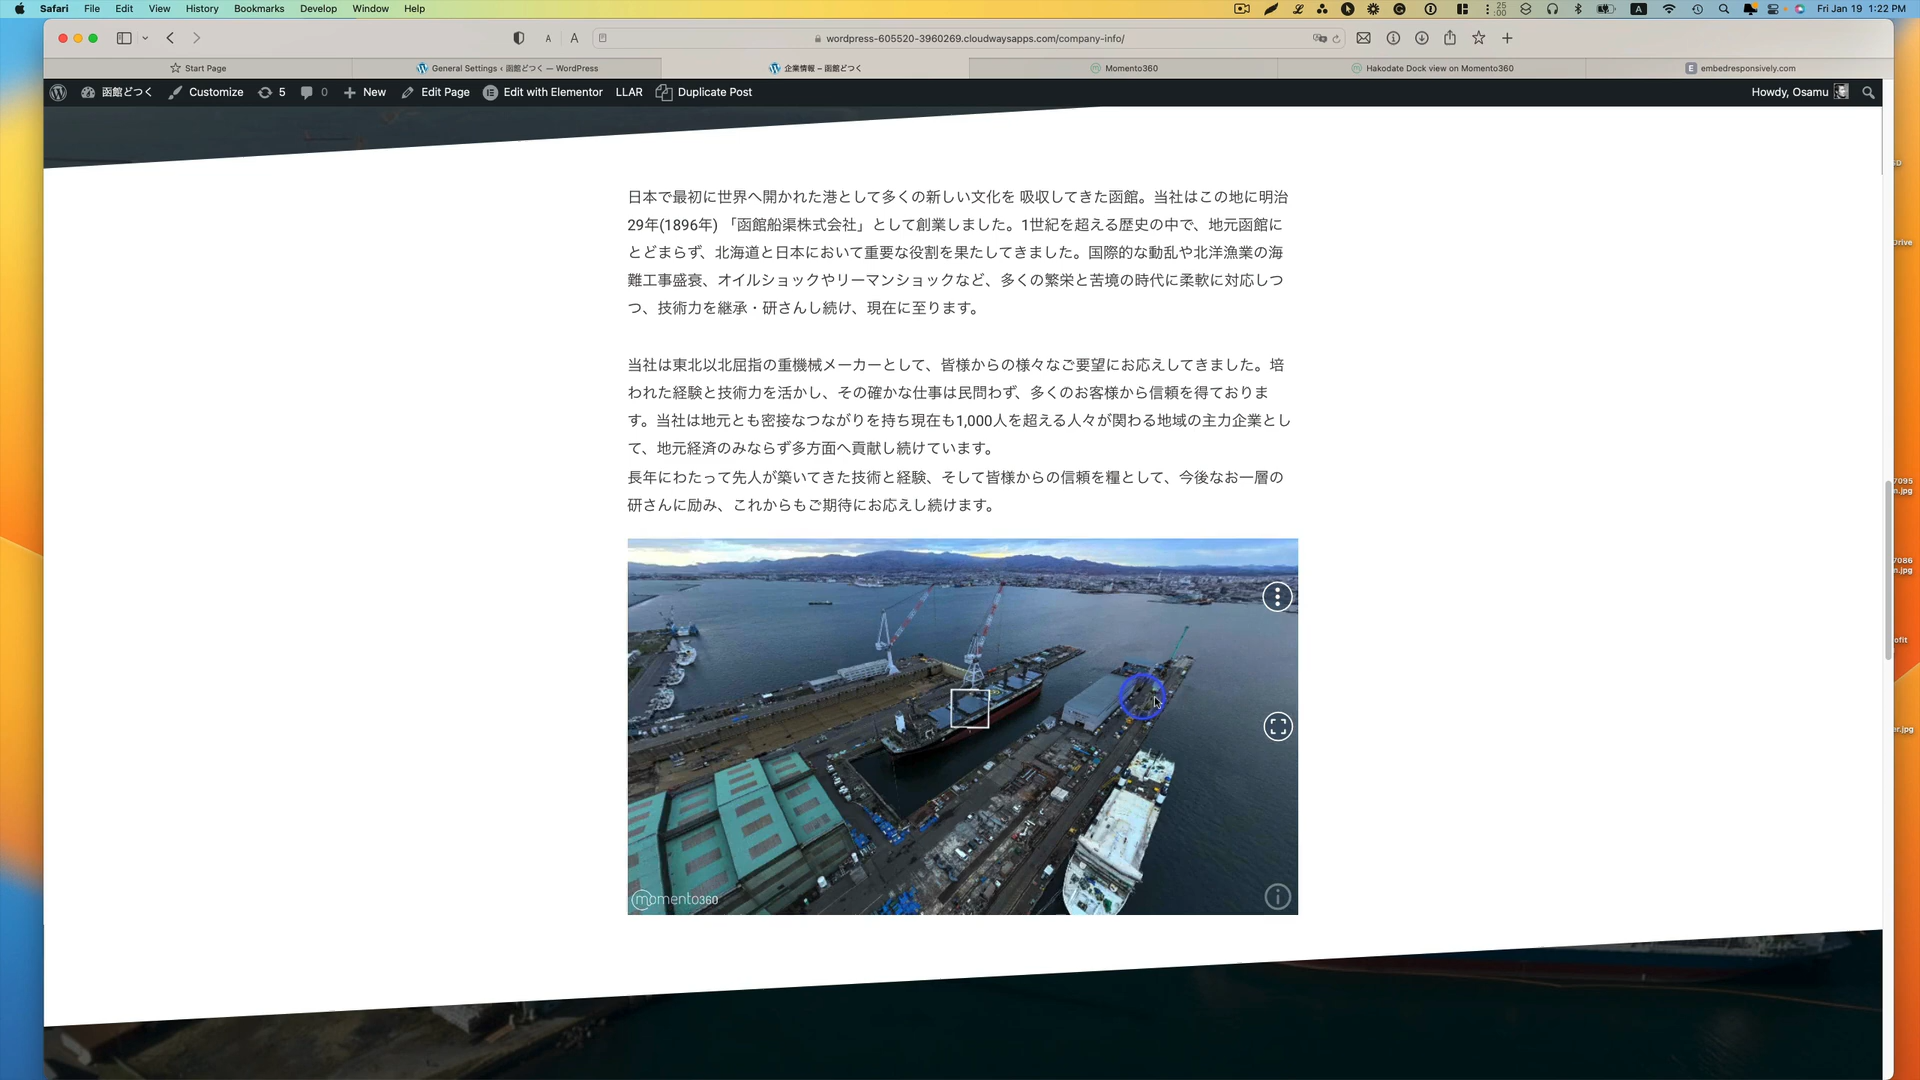 Safari File Edit View History Bookmarks Develop Window Help
25
:00
A
Fri Jan 19 1:22 PM
A A
wordpress-605520-3960269.cloudwaysapps.com/company-info/
Start Page
General Settings ‹ 函館どつく — WordPress
企業情報 – 函館どつく
Momento360
Hakodate Dock view on Momento360
E embedresponsively.com
函館どつく Customize 5 0 New Edit Page Edit with Elementor LLAR Duplicate Post
Howdy, Osamu
日本で最初に世界へ開かれた港として多くの新しい文化を 吸収してきた函館。当社はこの地に明治
29年(1896年) 「函館船渠株式会社」として創業しました。1世紀を超える歴史の中で、地元函館に
とどまらず、北海道と日本において重要な役割を果たしてきました。国際的な動乱や北洋漁業の海
難工事盛衰、オイルショックやリーマンショックなど、多くの繁栄と苦境の時代に柔軟に対応しつ
つ、技術力を継承・研さんし続け、現在に至ります。
当社は東北以北屈指の重機械メーカーとして、皆様からの様々なご要望にお応えしてきました。培
われた経験と技術力を活かし、その確かな仕事は民問わず、多くのお客様から信頼を得ておりま
す。当社は地元とも密接なつながりを持ち現在も1,000人を超える人々が関わる地域の主力企業とし
て、地元経済のみならず多方面へ貢献し続けています。
長年にわたって先人が築いてきた技術と経験、そして皆様からの信頼を糧として、今後なお一層の
研さんに励み、これからもご期待にお応えし続けます。
momento360
7095
n.jpg
7086
n.jpg